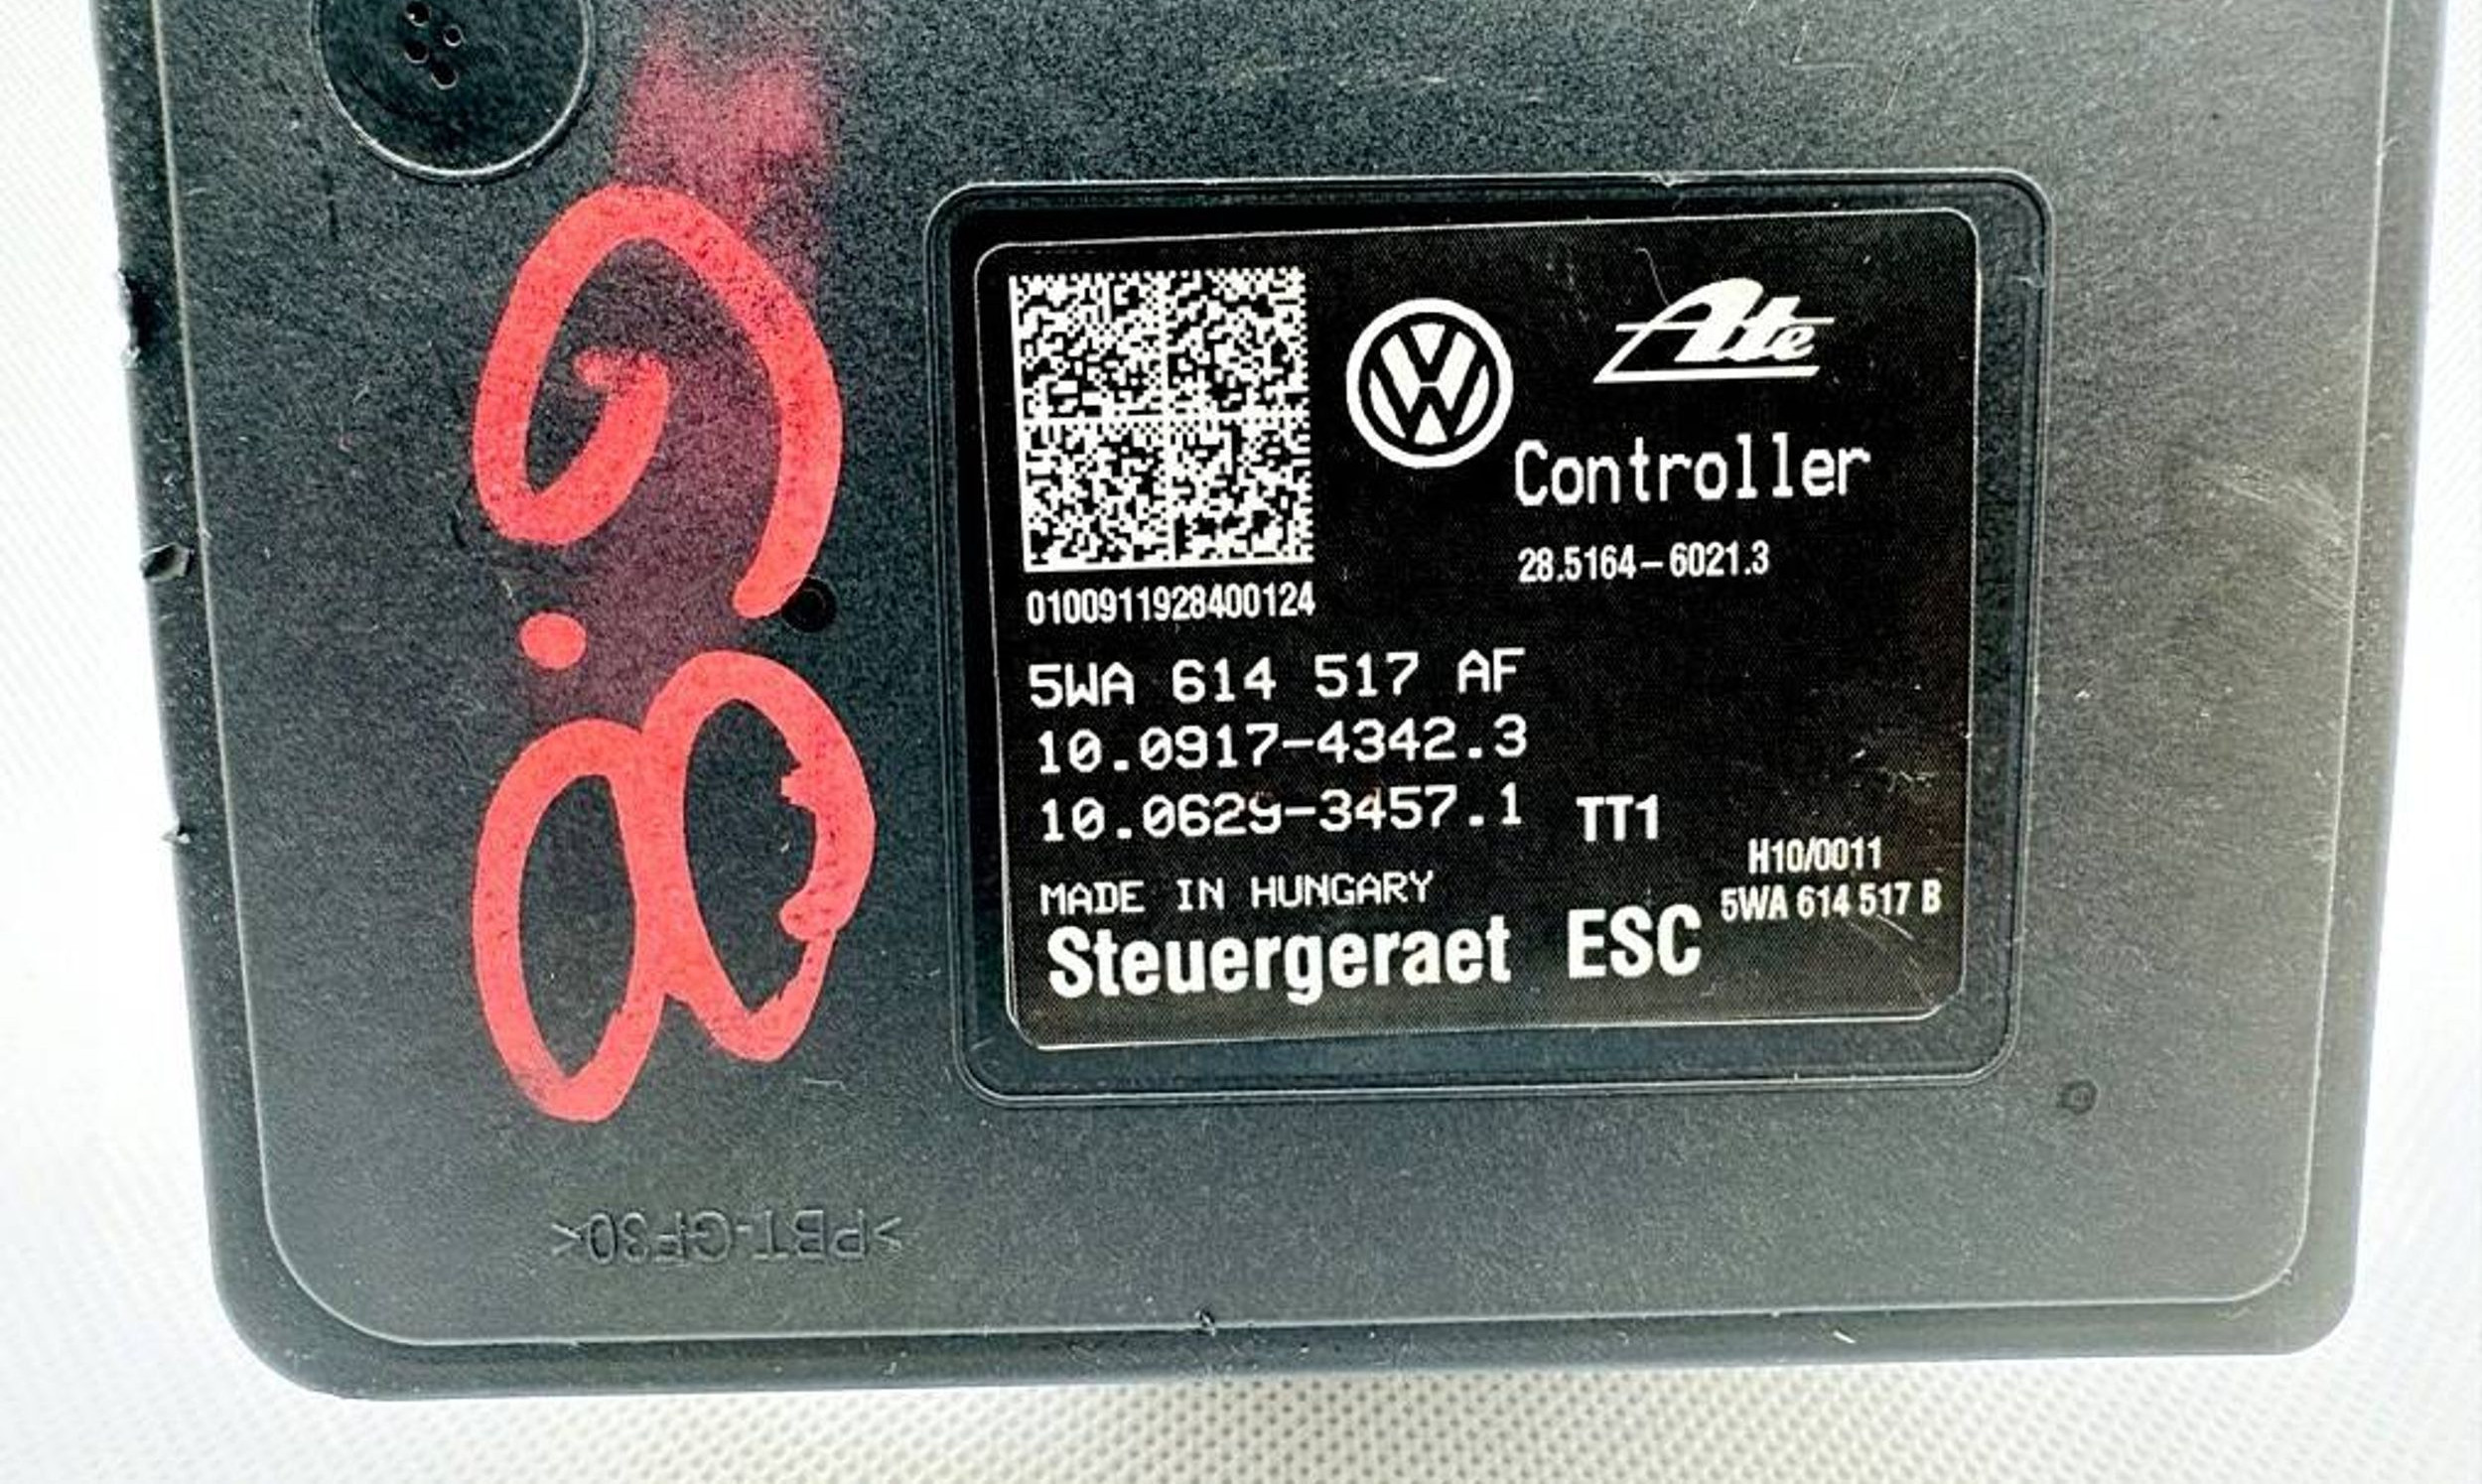 Ate
Controller
28.5164-6021.3
0100911928400124
5WA 614 517 AF
10.0917-4342.3
10.0629-3457.1 TT1
MADE IN HUNGARY
H10/0011
5WA 614 517 B
Steuergeraet ESC
>PBT-GF30<